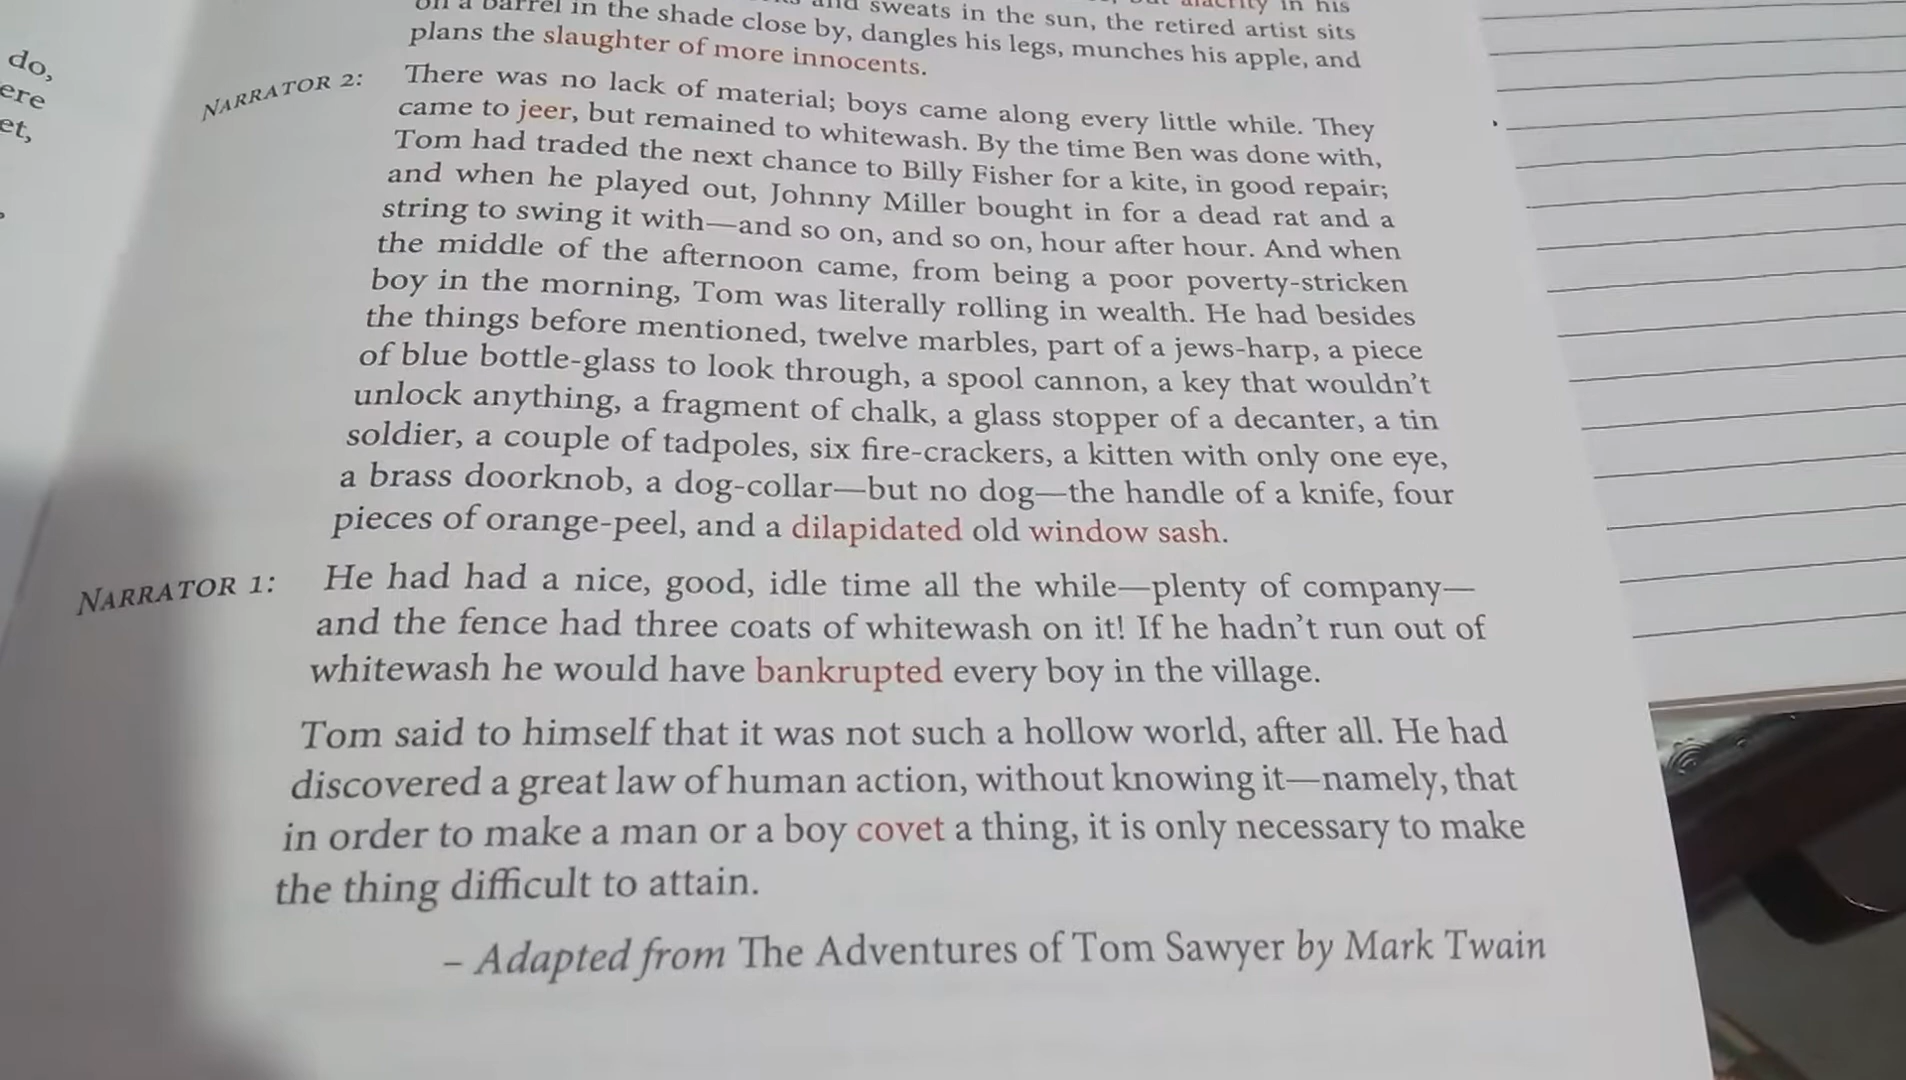 do,
ere
et,
and sweats in the sun, the retired artist sits
on a barrel in the shade close by, dangles his legs, munches his apple, and
plans the slaughter of more innocents.
NARRATOR 2: There was no lack of material; boys came along every little while. They
came to jeer, but remained to whitewash. By the time Ben was done with,
Tom had traded the next chance to Billy Fisher for a kite, in good repair;
and when he played out, Johnny Miller bought in for a dead rat and a
string to swing it with—and so on, and so on, hour after hour. And when
the middle of the afternoon came, from being a poor poverty-stricken
boy in the morning, Tom was literally rolling in wealth. He had besides
the things before mentioned, twelve marbles, part of a jews-harp, a piece
of blue bottle-glass to look through, a spool cannon, a key that wouldn't
unlock anything, a fragment of chalk, a glass stopper of a decanter, a tin
soldier, a couple of tadpoles, six fire-crackers, a kitten with only one eye,
a brass doorknob, a dog-collar—but no dog—the handle of a knife, four
pieces of orange-peel, and a dilapidated old window sash.
NARRATOR 1: He had had a nice, good, idle time all the while—plenty of company—
and the fence had three coats of whitewash on it! If he hadn't run out of
whitewash he would have bankrupted every boy in the village.
Tom said to himself that it was not such a hollow world, after all. He had
discovered a great law of human action, without knowing it—namely, that
in order to make a man or a boy covet a thing, it is only necessary to make
the thing difficult to attain.
– Adapted from The Adventures of Tom Sawyer by Mark Twain